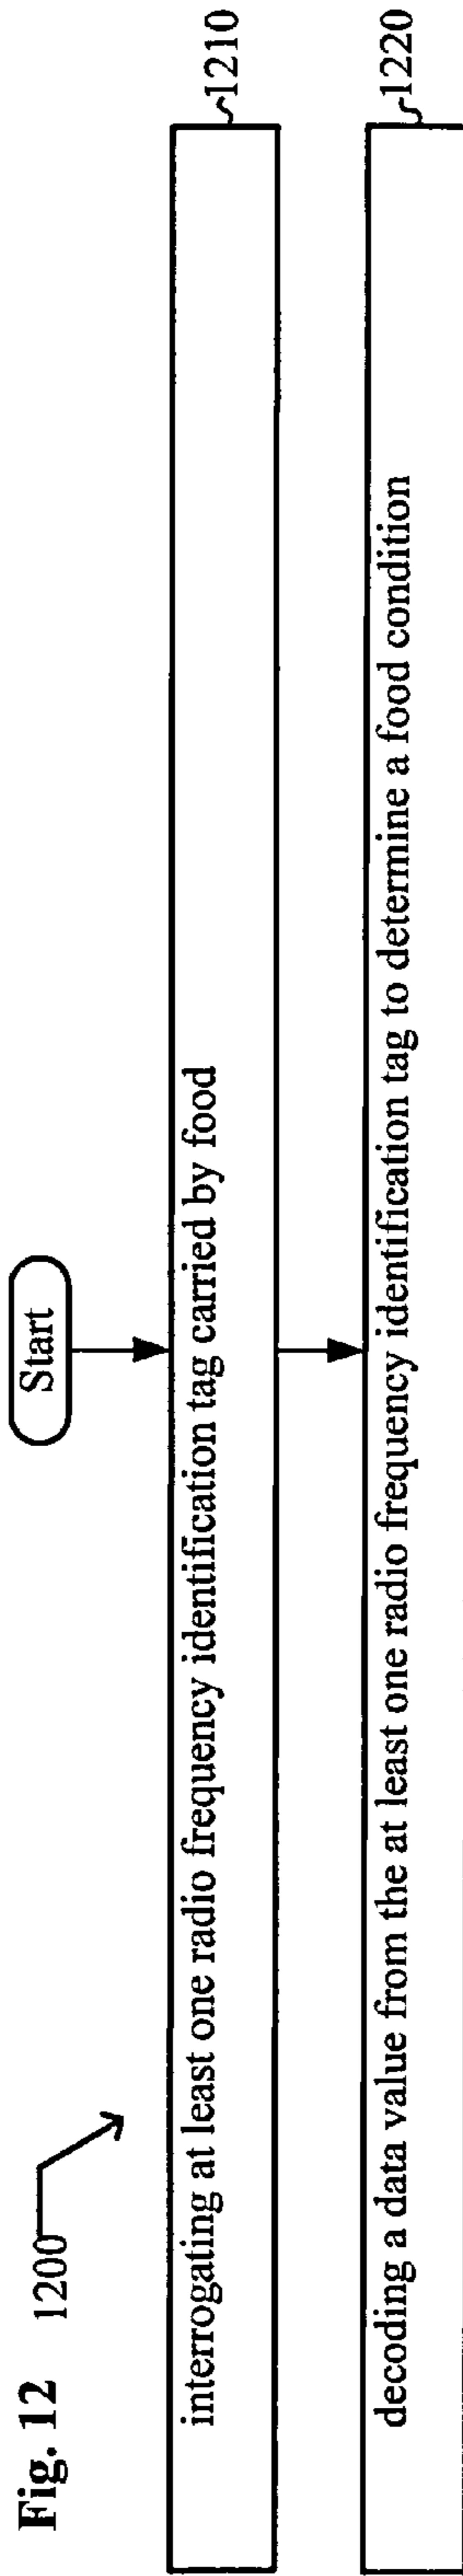 Fig. 12
1200
Start
interrogating at least one radio frequency identification tag carried by food
1210
decoding a data value from the at least one radio frequency identification tag to determine a food condition
1220